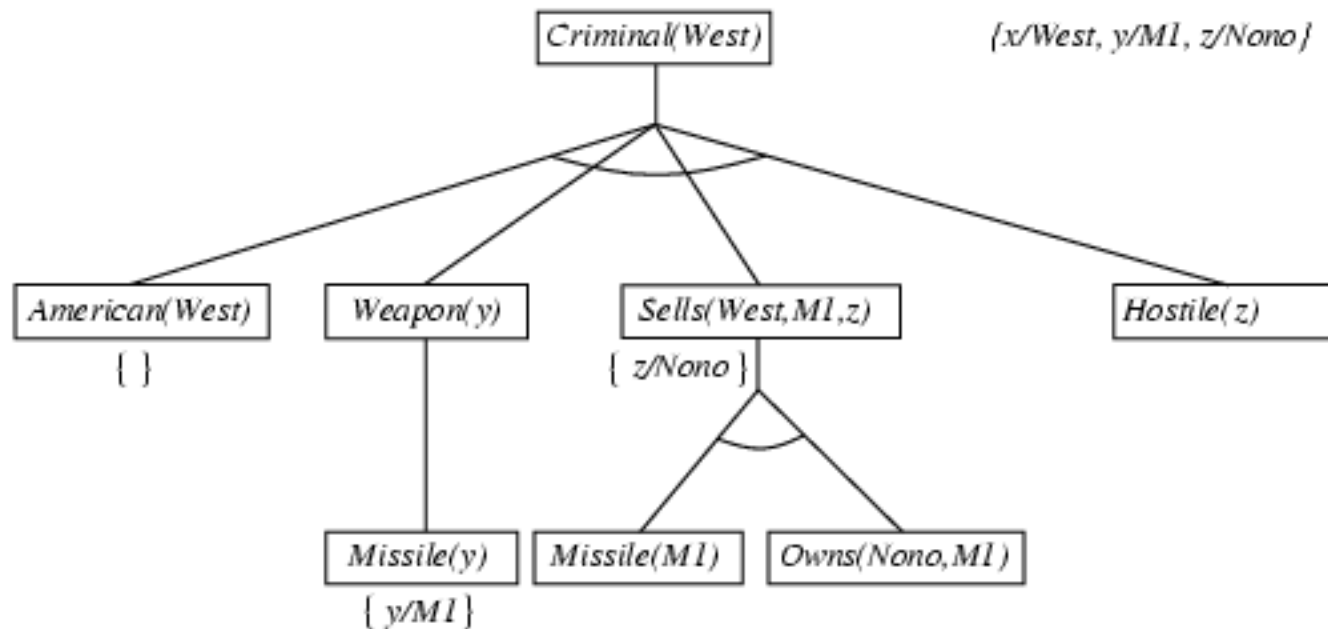 Criminal(West)
{x/West, y/M1, z/Nono}
American(West)
Weapon(y)
Sells(West,M1,z)
Hostile(z)
{ }
{ z/Nono }
Missile(y)
Missile(M1)
Owns(Nono,M1)
{ y/M1 }